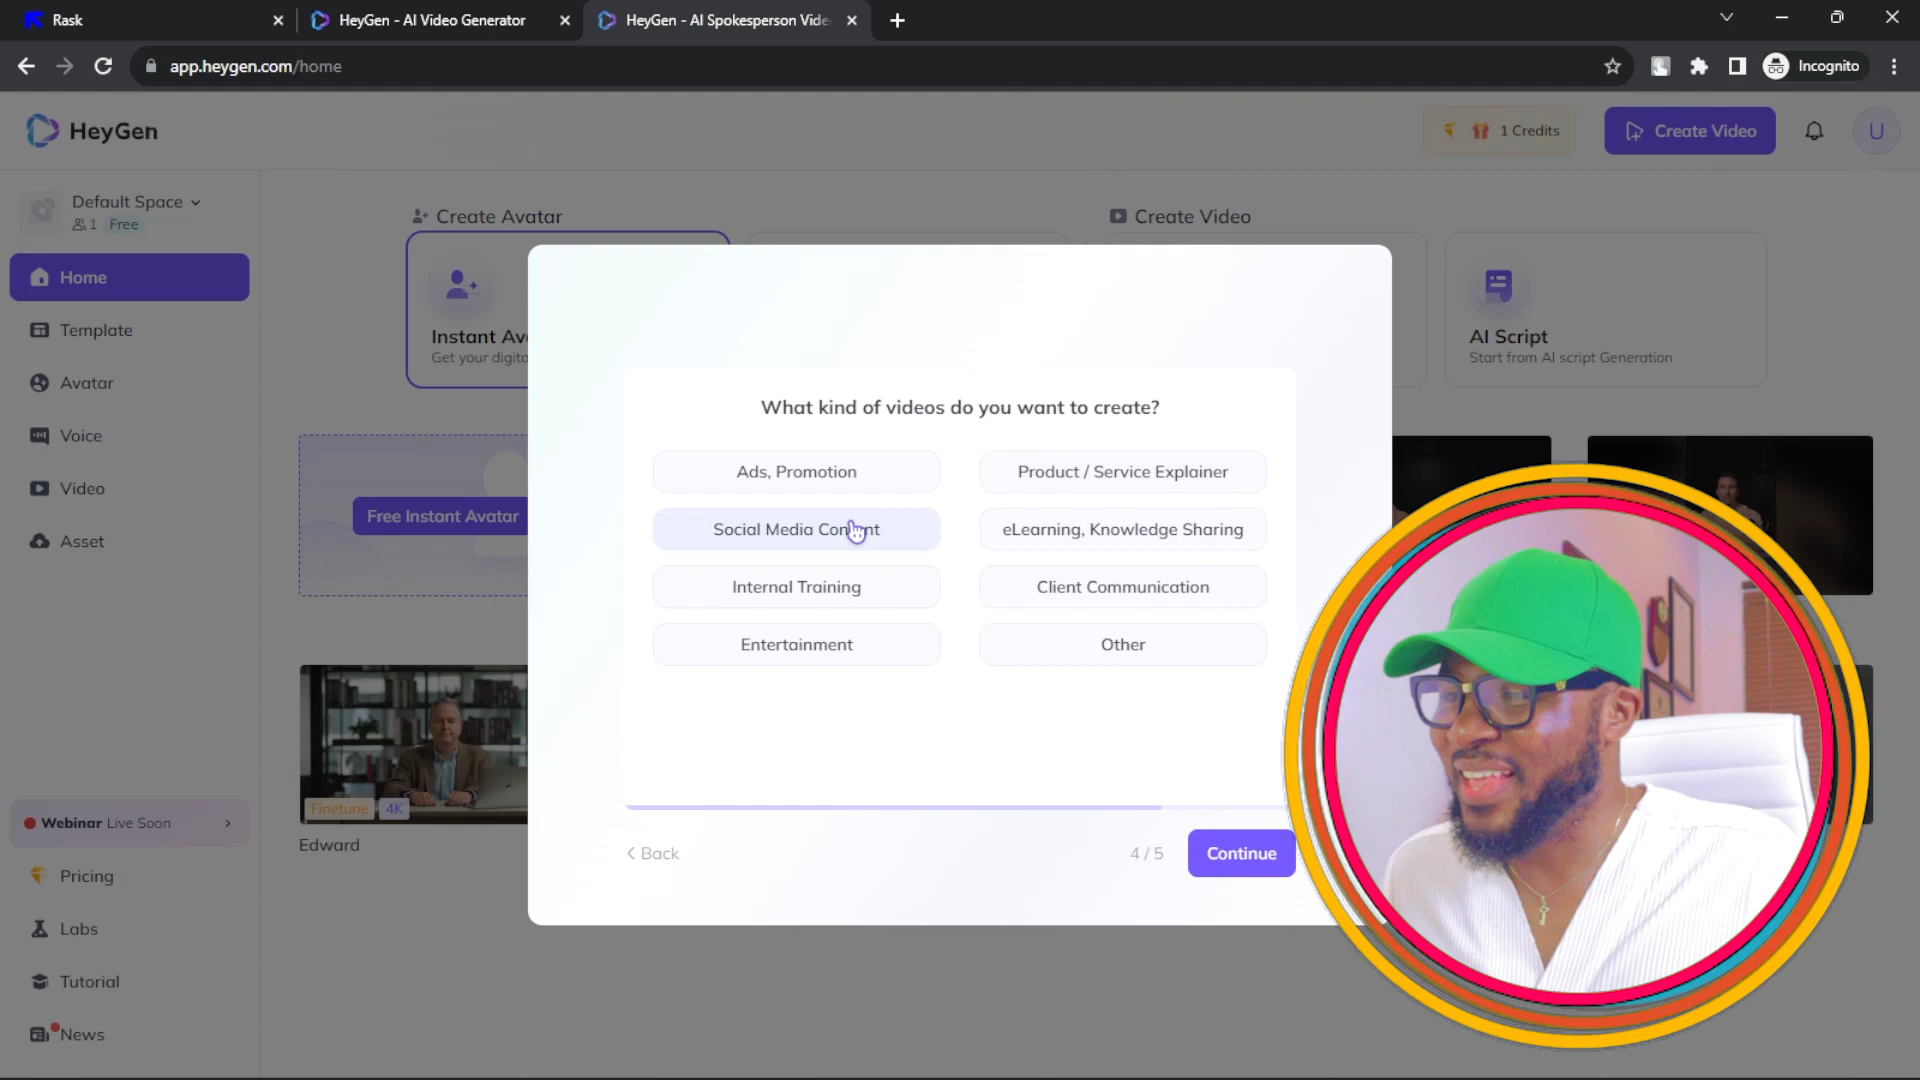 Rask
HeyGen - AI Video Generator
HeyGen - AI Spokesperson Vide
app.heygen.com/home
Incognito
HeyGen
1 Credits
Create Video
U
Default Space
1 Free
Home
Template
Avatar
Voice
Video
Asset
Webinar Live Soon
Pricing
Labs
Tutorial
News
Create Avatar
Create Video
Instant Av
Get your digit
AI Script
Start from AI script Generation
Free Instant Avatar
Finetune 4K
Edward
What kind of videos do you want to create?
Ads, Promotion
Product / Service Explainer
Social Media Content
eLearning, Knowledge Sharing
Internal Training
Client Communication
Entertainment
Other
Back
4 / 5
Continue